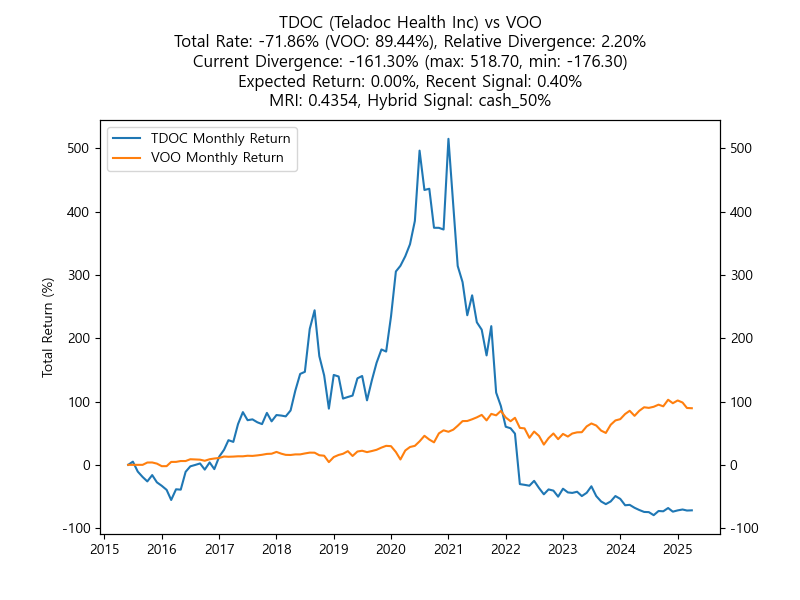 TDOC (Teladoc Health Inc) vs VOO
Total Rate: -71.86% (VOO: 89.44%), Relative Divergence: 2.20%
Current Divergence: -161.30% (max: 518.70, min: -176.30)
Expected Return: 0.00%, Recent Signal: 0.40%
MRI: 0.4354, Hybrid Signal: cash_50%
TDOC Monthly Return
VOO Monthly Return
Total Return (%)
500
400
300
200
100
0
-100
500
400
300
200
100
0
-100
2015 2016 2017 2018 2019 2020 2021 2022 2023 2024 2025